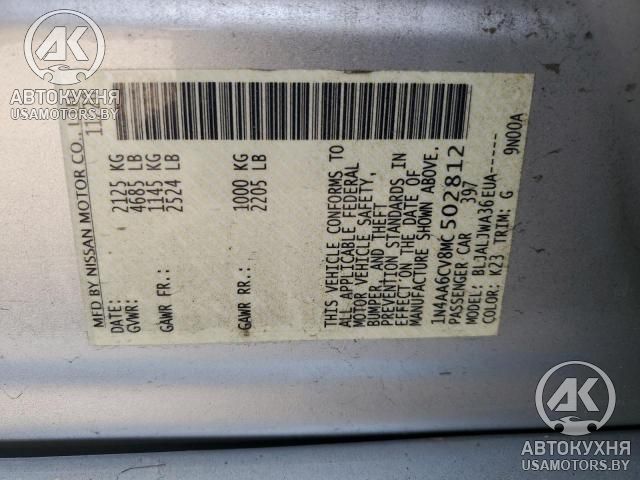 MFD BY NISSAN MOTOR CO.,
DATE: 11
GVWR: 2125 KG
4685 LB
GAWR FR.: 1145 KG
2524 LB
GAWR RR.: 1000 KG
2205 LB
THIS VEHICLE CONFORMS TO
ALL APPLICABLE FEDERAL
MOTOR VEHICLE SAFETY,
BUMPER, AND THEFT
PREVENTION STANDARDS IN
EFFECT ON THE DATE OF
MANUFACTURE SHOWN ABOVE.
1N4AA6CV8MC502812
PASSENGER CAR 397
MODEL: BLJALJWA36EUA-----
COLOR: K23 TRIM: G
9N00A
АК
АВТОКУХНЯ
USAMOTORS.BY
АК
АВТОКУХНЯ
USAMOTORS.BY